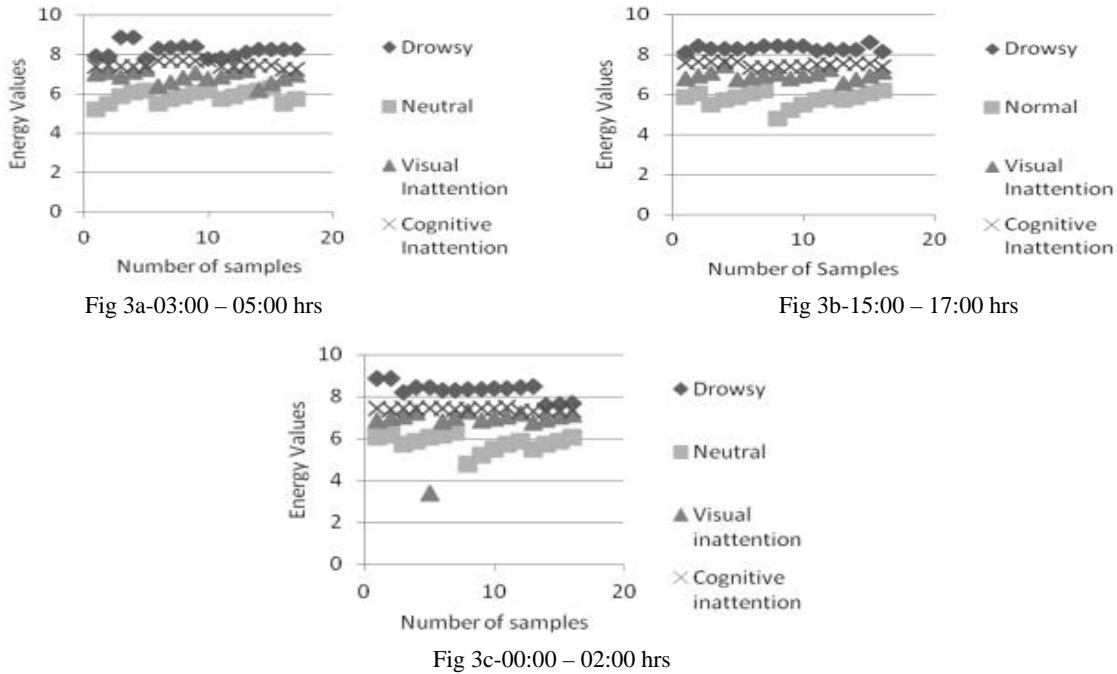 10
8
6
4
2
0
Energy Values
0
10
20
Number of samples
Drowsy
Neutral
Visual
Inattention
Cognitive
Inattention
Fig 3a-03:00 – 05:00 hrs
10
8
6
4
2
0
Energy Values
0
10
20
Number of Samples
Drowsy
Normal
Visual
Inattention
Cognitive
Inattention
Fig 3b-15:00 – 17:00 hrs
10
8
6
4
2
0
Energy Values
0
10
20
Number of samples
Drowsy
Neutral
Visual
inattention
Cognitive
inattention
Fig 3c-00:00 – 02:00 hrs